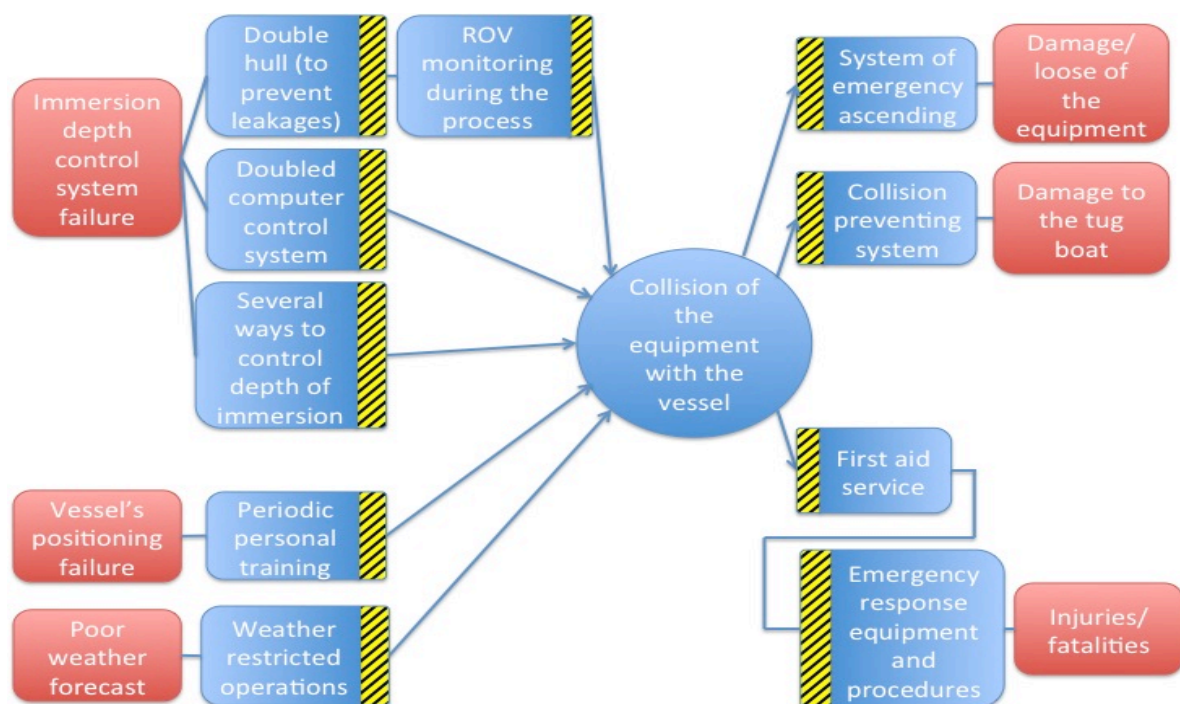 Immersion
depth
control
system
failure
Double
hull (to
prevent
leakages)
ROV
monitoring
during the
process
Doubled
computer
control
system
Several
ways to
control
depth of
immersion
Vessel's
positioning
failure
Periodic
personal
training
Poor
weather
forecast
Weather
restricted
operations
Collision of
the
equipment
with the
vessel
System of
emergency
ascending
Damage/
loose of
the
equipment
Collision
preventing
system
Damage to
the tug
boat
First aid
service
Emergency
response
equipment
and
procedures
Injuries/
fatalities